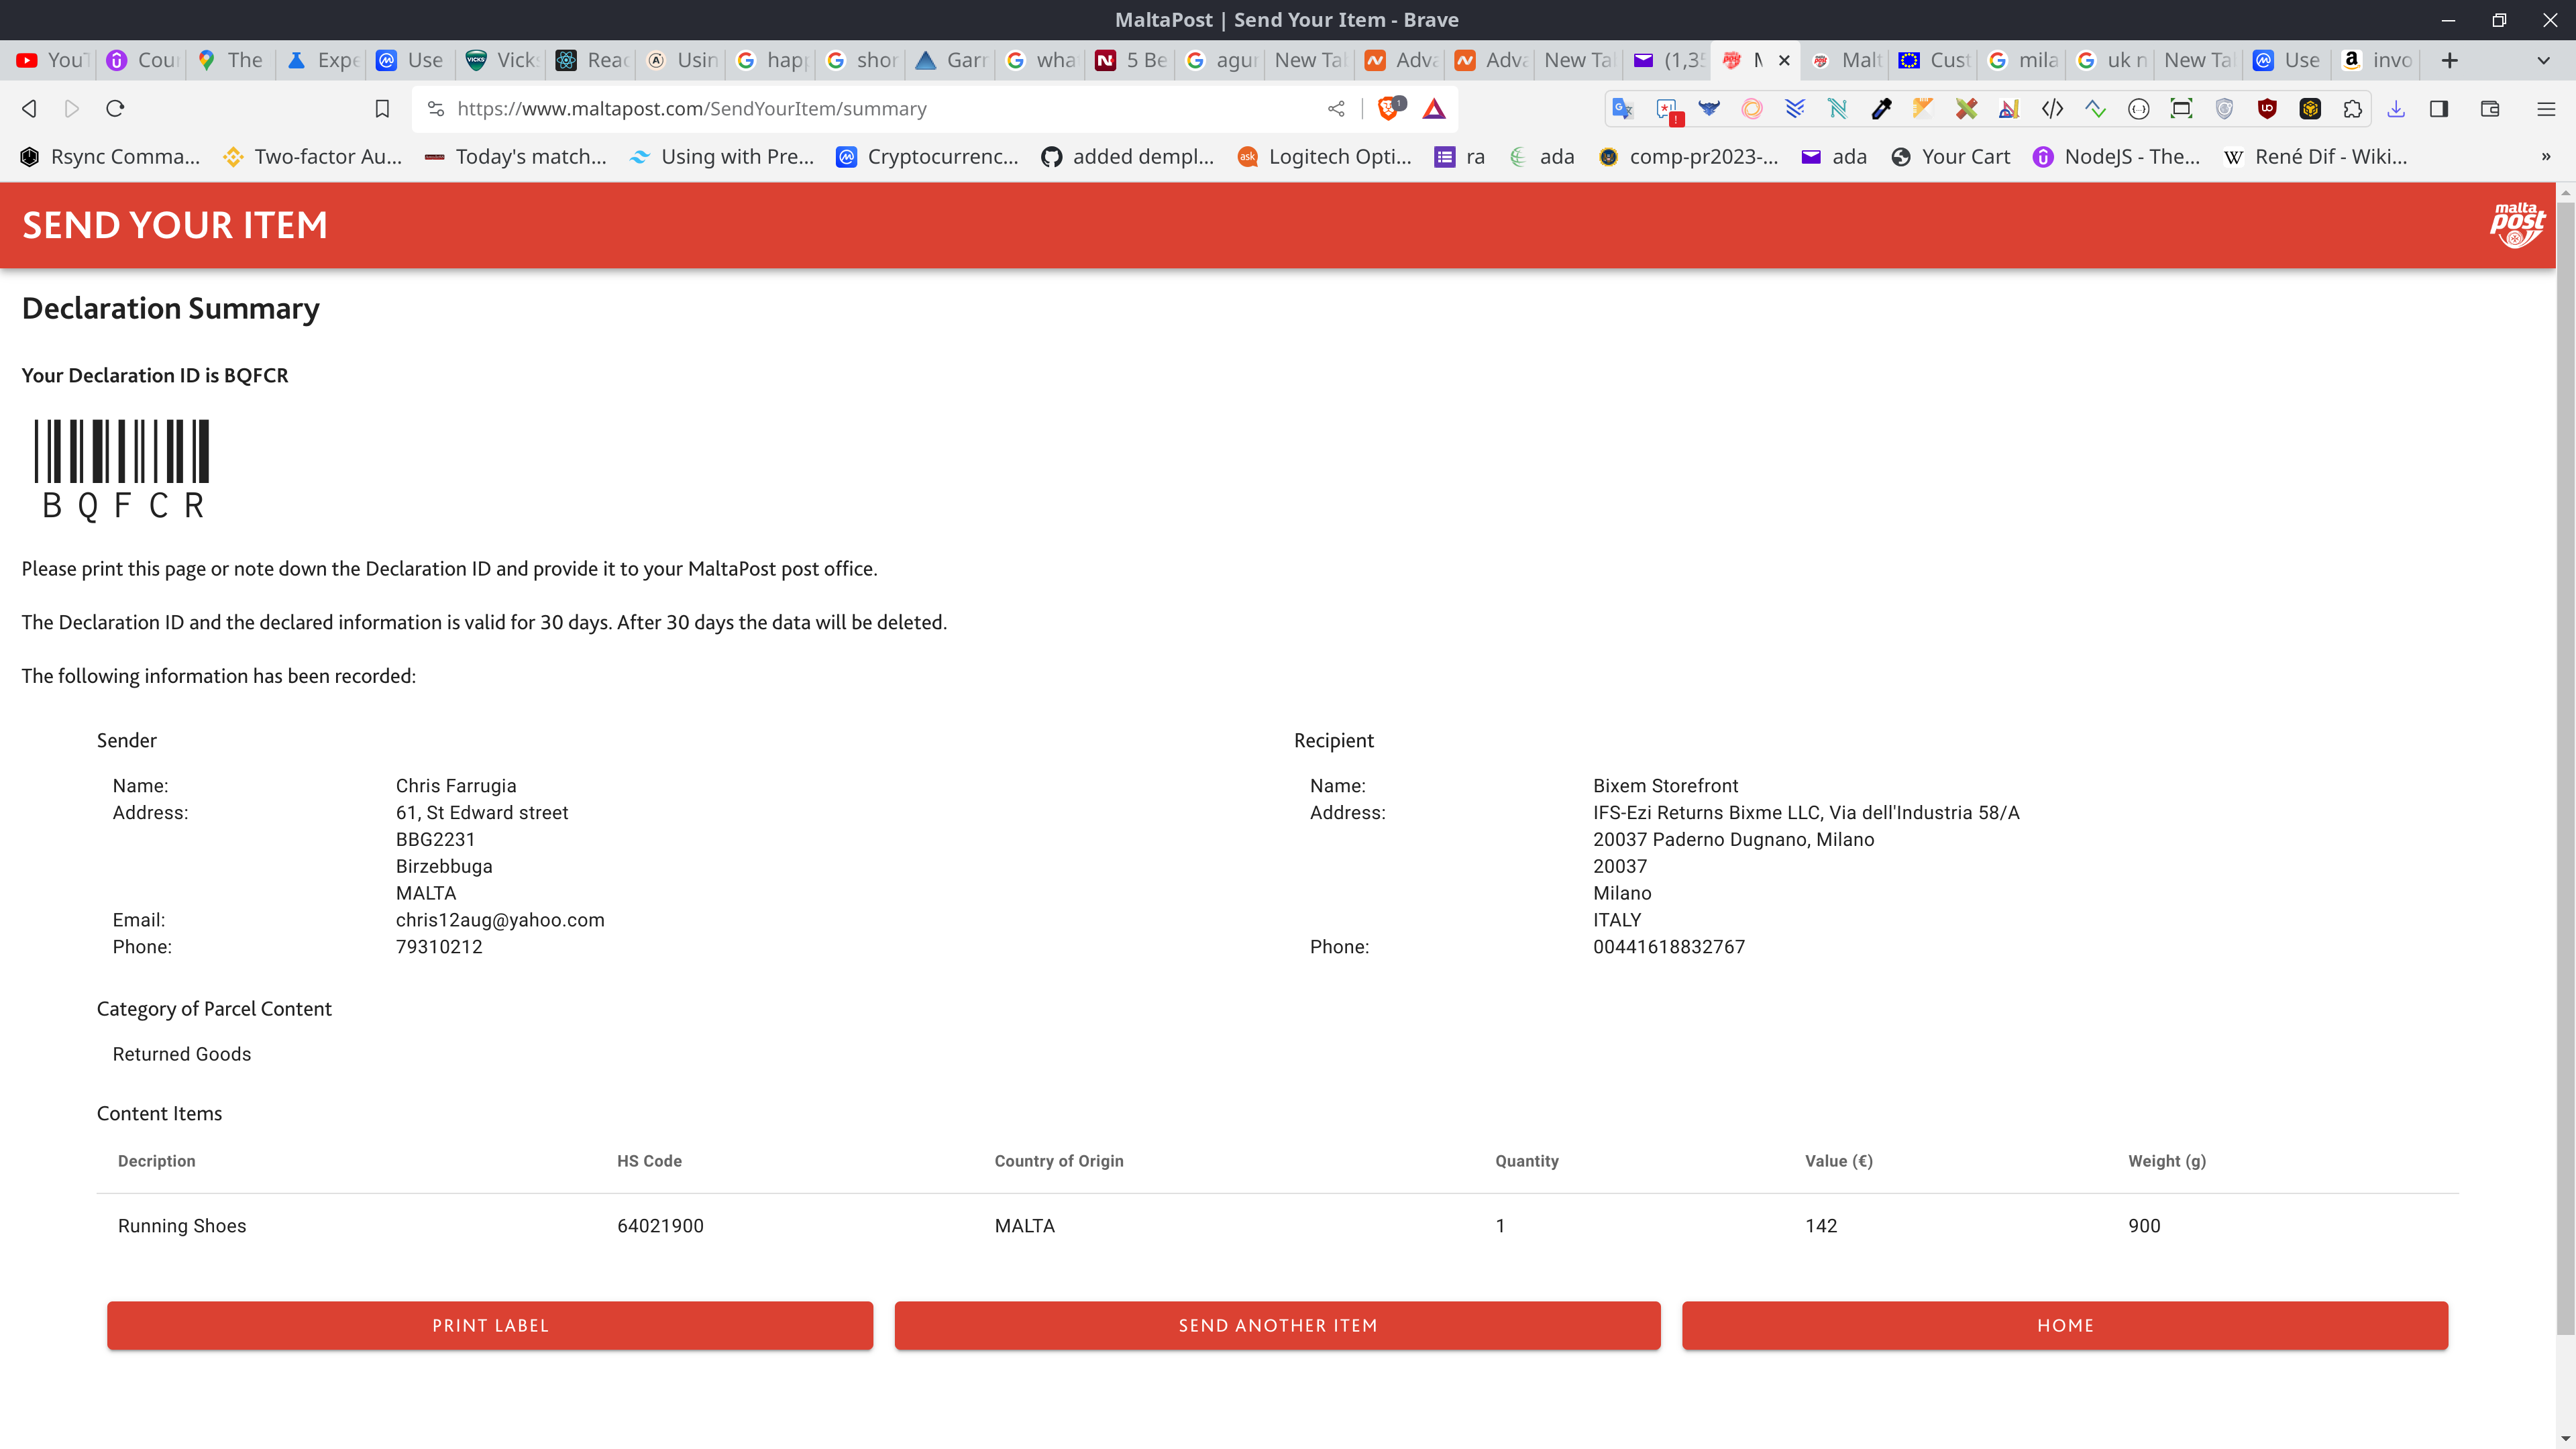 MaltaPost | Send Your Item - Brave
YouT Cour The Expe Use Vicks Reac Usin happ shor Garr wha 5 Be agur New Tab Adva Adva New Tab (1,35 M Malt Cust mila uk n New Tab Use invo
https://www.maltapost.com/SendYourItem/summary 1
Rsync Comma... Two-factor Au... Today's match... Using with Pre... Cryptocurrenc... added dempl... Logitech Opti... ra ada comp-pr2023-... ada Your Cart NodeJS - The... René Dif - Wiki... »
SEND YOUR ITEM
malta
post
Declaration Summary
Your Declaration ID is BQFCR
B Q F C R
Please print this page or note down the Declaration ID and provide it to your MaltaPost post office.
The Declaration ID and the declared information is valid for 30 days. After 30 days the data will be deleted.
The following information has been recorded:
Sender
Name: Chris Farrugia
Address: 61, St Edward street
BBG2231
Birzebbuga
MALTA
Email: chris12aug@yahoo.com
Phone: 79310212
Recipient
Name: Bixem Storefront
Address: IFS-Ezi Returns Bixme LLC, Via dell'Industria 58/A
20037 Paderno Dugnano, Milano
20037
Milano
ITALY
Phone: 00441618832767
Category of Parcel Content
Returned Goods
Content Items
Decription HS Code Country of Origin Quantity Value (€) Weight (g)
Running Shoes 64021900 MALTA 1 142 900
PRINT LABEL SEND ANOTHER ITEM HOME